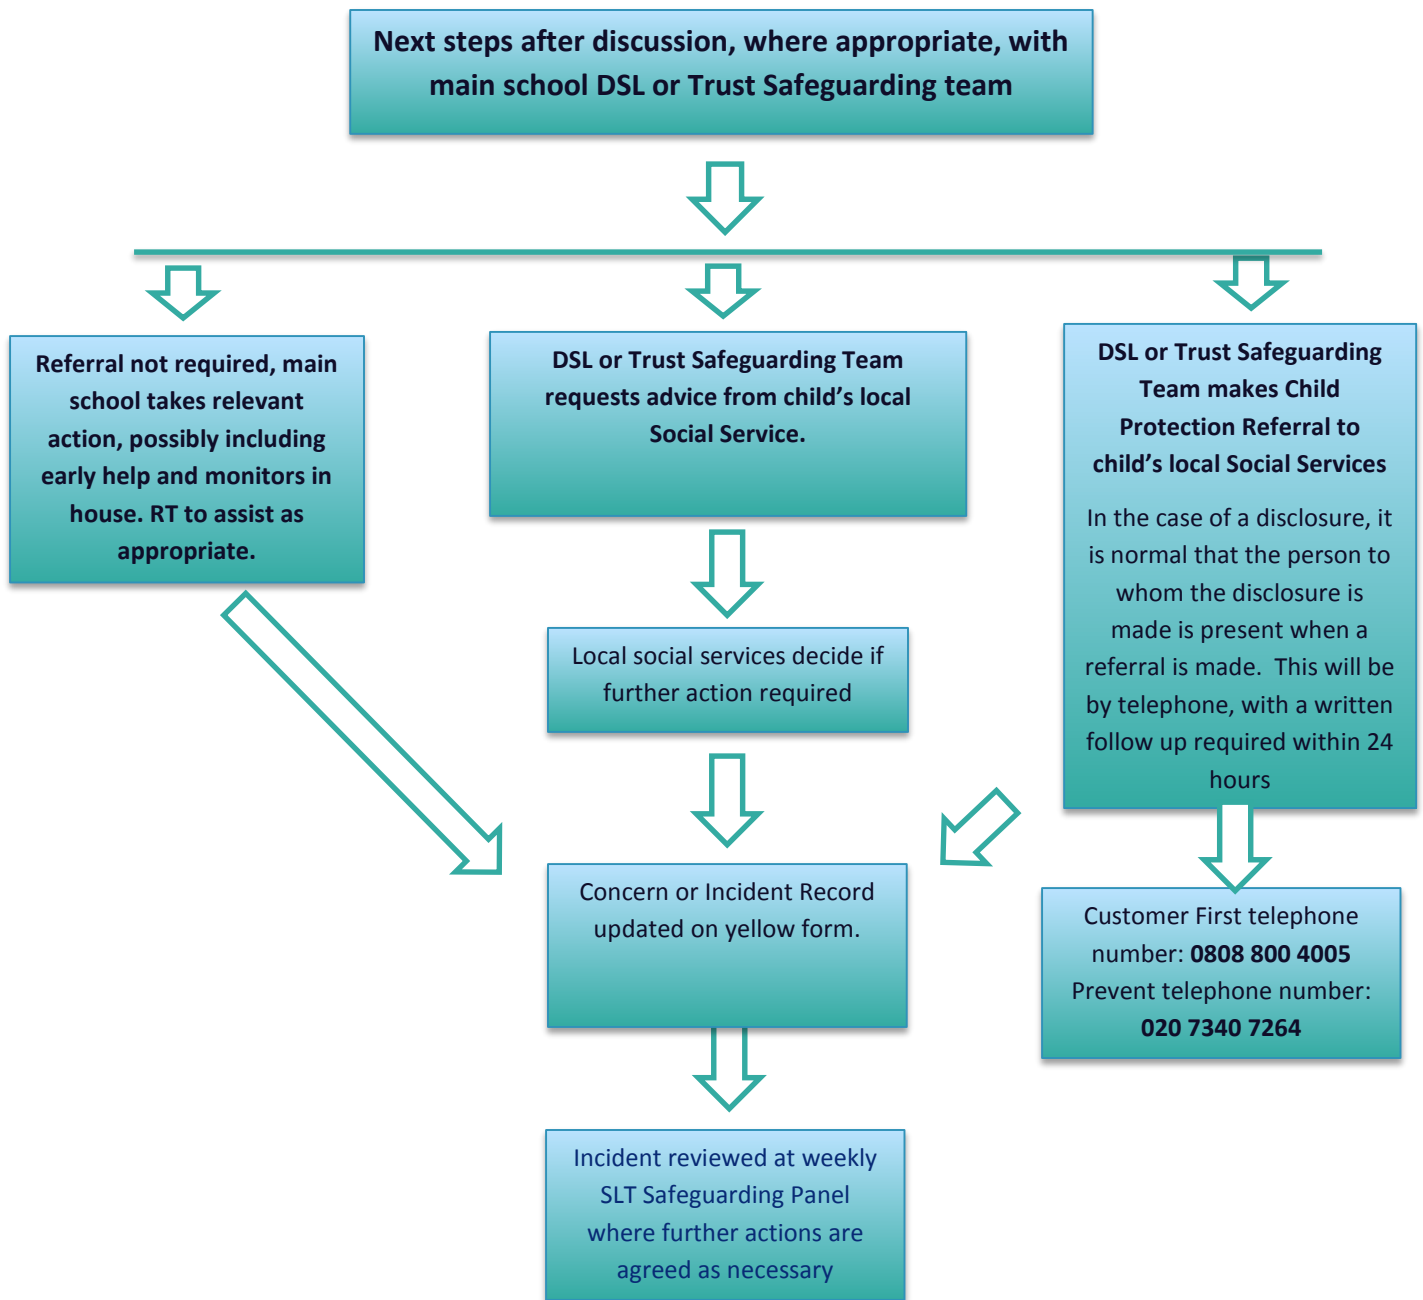 Next steps after discussion, where appropriate, with
main school DSL or Trust Safeguarding team
Referral not required, main
school takes relevant
action, possibly including
early help and monitors in
house. RT to assist as
appropriate.
DSL or Trust Safeguarding Team
requests advice from child’s local
Social Service.
DSL or Trust Safeguarding
Team makes Child
Protection Referral to
child’s local Social Services
In the case of a disclosure, it
is normal that the person to
whom the disclosure is
made is present when a
referral is made.  This will be
by telephone, with a written
follow up required within 24
hours
Local social services decide if
further action required
Concern or Incident Record
updated on yellow form.
Customer First telephone
number: 0808 800 4005
Prevent telephone number:
020 7340 7264
Incident reviewed at weekly
SLT Safeguarding Panel
where further actions are
agreed as necessary